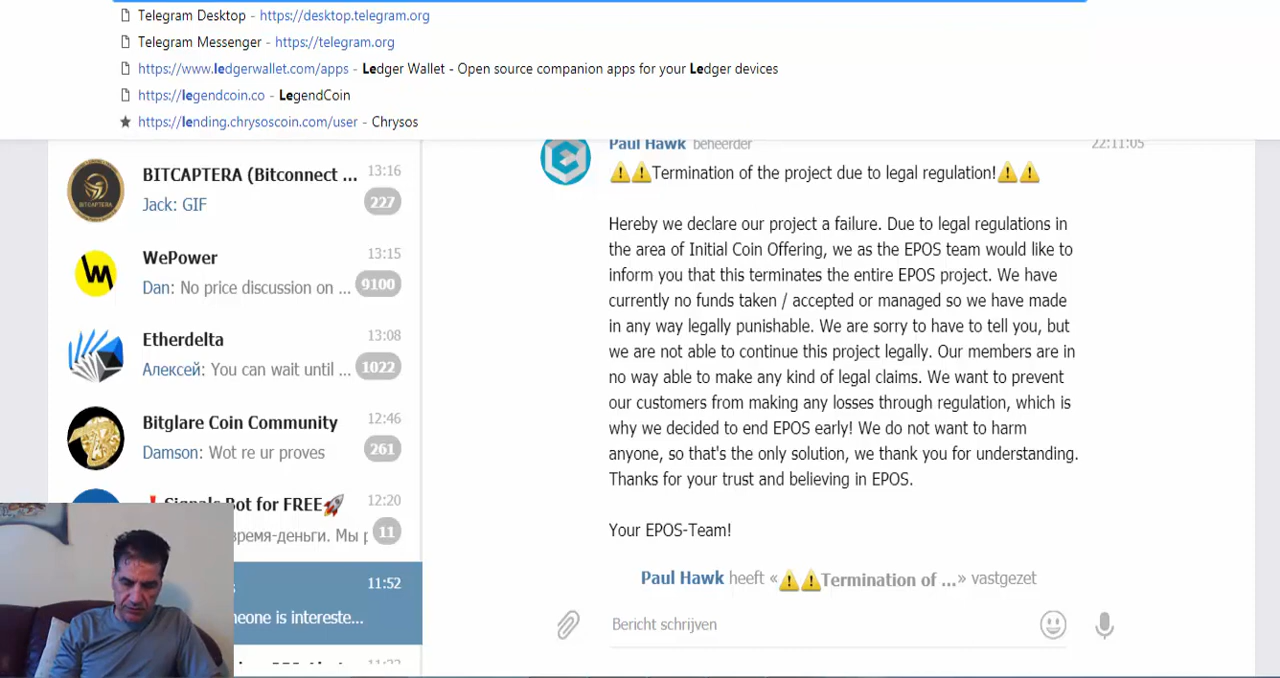 Telegram Desktop - https://desktop.telegram.org
Telegram Messenger - https://telegram.org
https://www.ledgerwallet.com/apps - Ledger Wallet - Open source companion apps for your Ledger devices
https://legendcoin.co - LegendCoin
https://lending.chrysoscoin.com/user - Chrysos
BITCAPTERA (Bitconnect ... 13:16
Jack: GIF 227
WePower 13:15
Dan: No price discussion on ... 9100
Etherdelta 13:08
Алексей: You can wait until ... 1022
Bitglare Coin Community 12:46
Damson: Wot re ur proves 261
❗Signals Bot for FREE🚀 12:20
время-деньги. Мы 11
11:52
eone is intereste...
Paul Hawk beheerder 22:11:05
⚠️⚠️Termination of the project due to legal regulation!⚠️⚠️
Hereby we declare our project a failure. Due to legal regulations in
the area of Initial Coin Offering, we as the EPOS team would like to
inform you that this terminates the entire EPOS project. We have
currently no funds taken / accepted or managed so we have made
in any way legally punishable. We are sorry to have to tell you, but
we are not able to continue this project legally. Our members are in
no way able to make any kind of legal claims. We want to prevent
our customers from making any losses through regulation, which is
why we decided to end EPOS early! We do not want to harm
anyone, so that's the only solution, we thank you for understanding.
Thanks for your trust and believing in EPOS.
Your EPOS-Team!
Paul Hawk heeft «⚠️⚠️Termination of ...» vastgezet
Bericht schrijven